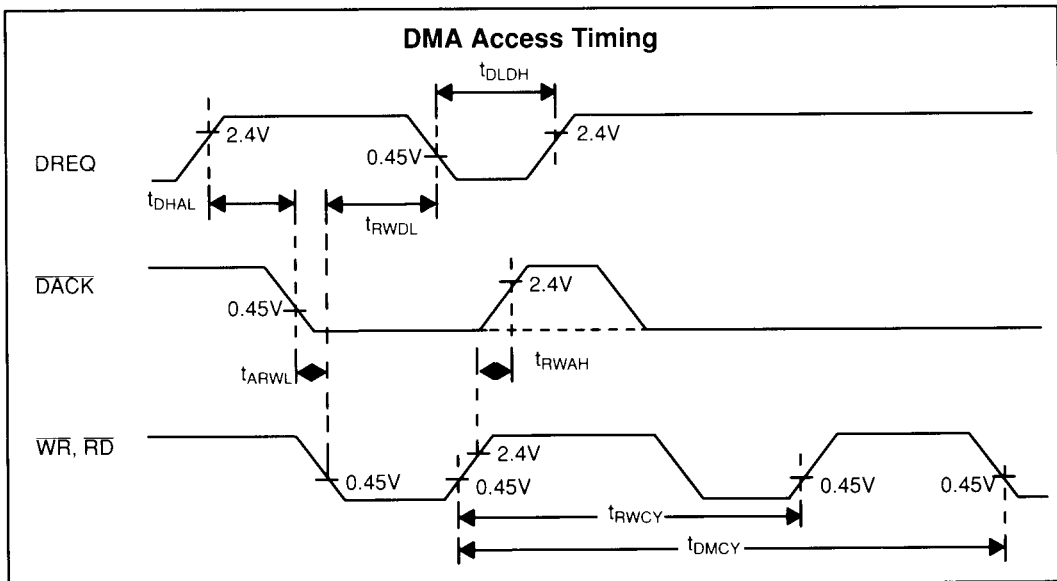 DMA Access Timing
tDLDH
2.4V
0.45V
2.4V
DREQ
tDHAL
tRWDL
DACK
0.45V
2.4V
tARWL
tRWAH
WR, RD
0.45V
2.4V
0.45V
0.45V
0.45V
tRWCY
tDMCY